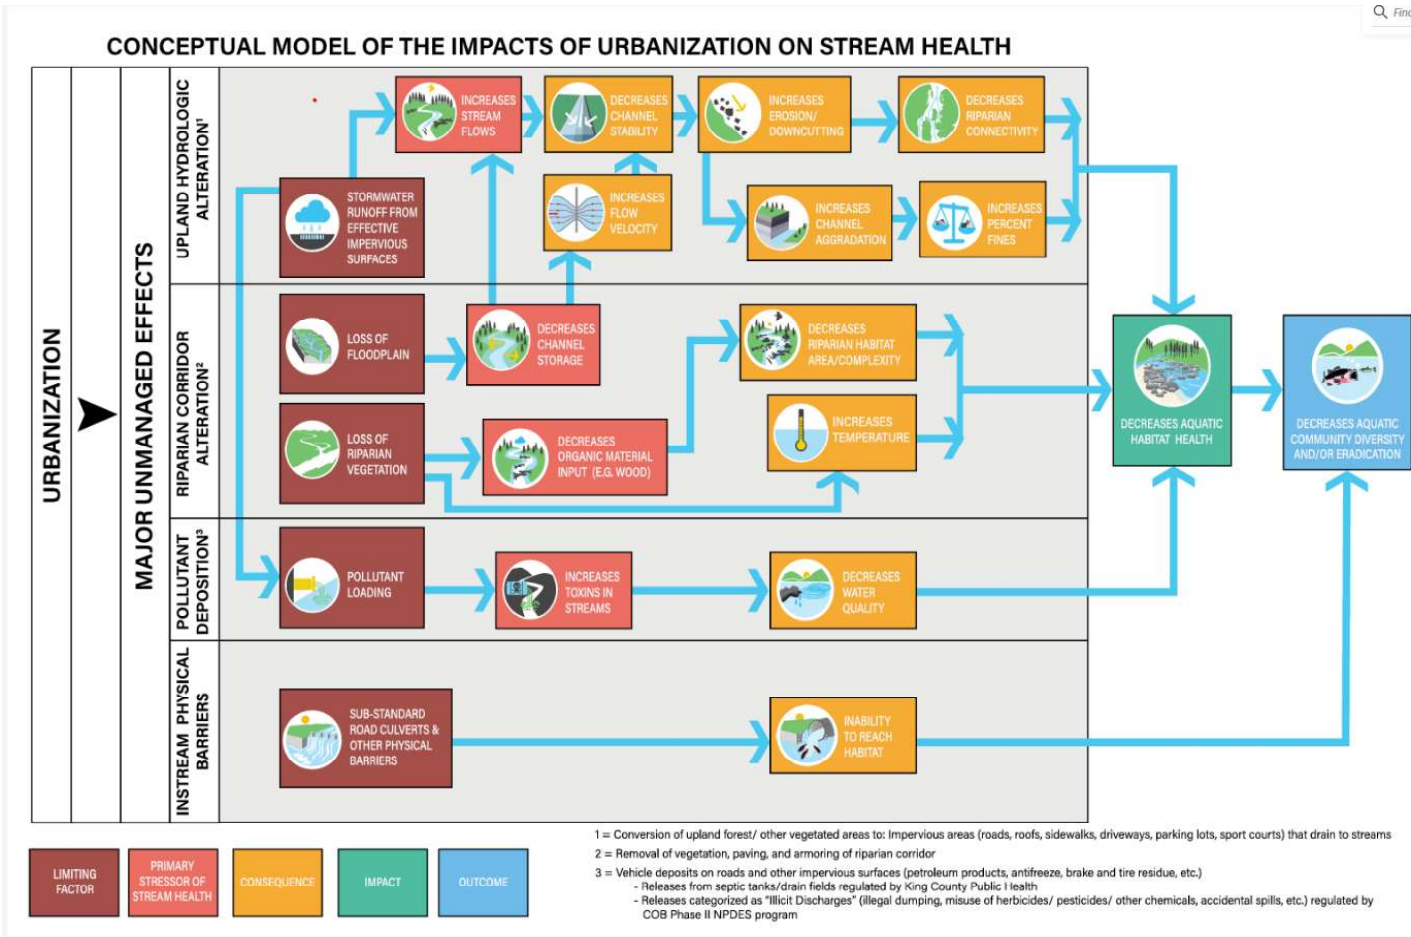 Find
CONCEPTUAL MODEL OF THE IMPACTS OF URBANIZATION ON STREAM HEALTH
URBANIZATION
MAJOR UNMANAGED EFFECTS
UPLAND HYDROLOGIC
ALTERATION¹
INCREASES
STREAM
FLOWS
DECREASES
CHANNEL
STABILITY
INCREASES
EROSION/
DOWNCUTTING
DECREASES
RIPARIAN
CONNECTIVITY
STORMWATER
RUNOFF FROM
EFFECTIVE
IMPERVIOUS
SURFACES
INCREASES
FLOW
VELOCITY
INCREASES
CHANNEL
AGGRADATION
INCREASES
PERCENT
FINES
RIPARIAN CORRIDOR
ALTERATION²
LOSS OF
FLOODPLAIN
DECREASES
CHANNEL
STORAGE
DECREASES
RIPARIAN HABITAT
AREA/COMPLEXITY
LOSS OF
RIPARIAN
VEGETATION
DECREASES
ORGANIC MATERIAL
INPUT (E.G. WOOD)
INCREASES
TEMPERATURE
DECREASES AQUATIC
HABITAT HEALTH
DECREASES AQUATIC
COMMUNITY DIVERSITY
AND/OR ERADICATION
POLLUTANT
DEPOSITION³
POLLUTANT
LOADING
INCREASES
TOXINS IN
STREAMS
DECREASES
WATER
QUALITY
INSTREAM PHYSICAL
BARRIERS
SUB-STANDARD
ROAD CULVERTS &
OTHER PHYSICAL
BARRIERS
INABILITY
TO REACH
HABITAT
LIMITING
FACTOR
PRIMARY
STRESSOR OF
STREAM HEALTH
CONSEQUENCE
IMPACT
OUTCOME
1 = Conversion of upland forest/ other vegetated areas to: Impervious areas (roads, roofs, sidewalks, driveways, parking lots, sport courts) that drain to streams
2 = Removal of vegetation, paving, and armoring of riparian corridor
3 = Vehicle deposits on roads and other impervious surfaces (petroleum products, antifreeze, brake and tire residue, etc.)
- Releases from septic tanks/drain fields regulated by King County Public Health
- Releases categorized as "Illicit Discharges" (illegal dumping, misuse of herbicides/ pesticides/ other chemicals, accidental spills, etc.) regulated by
COB Phase II NPDES program